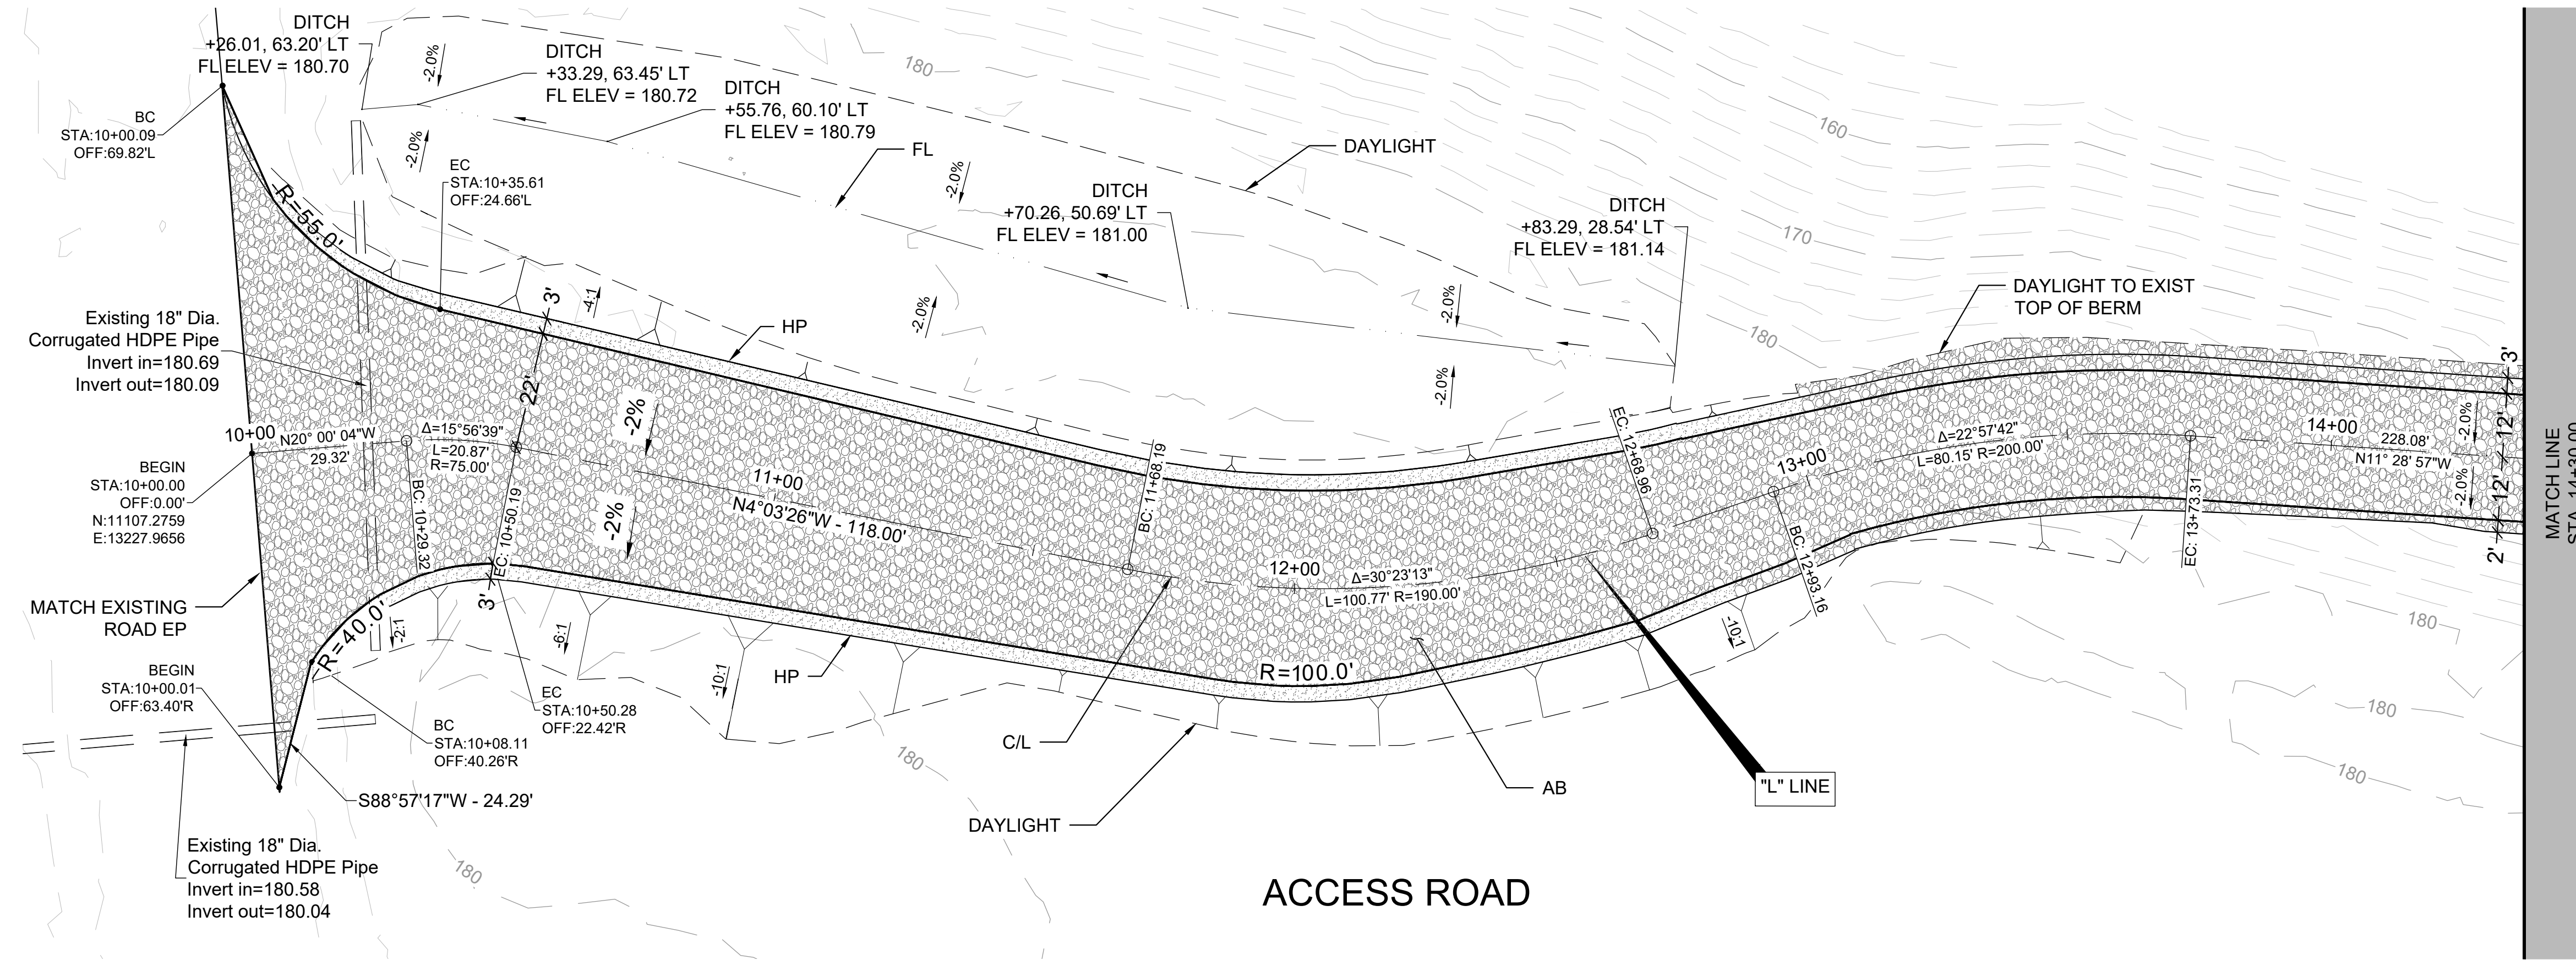 DITCH
+26.01, 63.20' LT
FL ELEV = 180.70
-2.0%
DITCH
+33.29, 63.45' LT
FL ELEV = 180.72
DITCH
+55.76, 60.10' LT
FL ELEV = 180.79
180
160
BC
STA:10+00.09
OFF:69.82'L
-2.0%
EC
STA:10+35.61
OFF:24.66'L
FL
-2.0%
DAYLIGHT
DITCH
+70.26, 50.69' LT
FL ELEV = 181.00
DITCH
+83.29, 28.54' LT
FL ELEV = 181.14
170
R=55.0'
Existing 18" Dia.
Corrugated HDPE Pipe
Invert in=180.69
Invert out=180.09
3'
-4:1
HP
-2.0%
-2.0%
-2.0%
180
DAYLIGHT TO EXIST
TOP OF BERM
3'
22'
-2%
-2%
10+00
N20° 00' 04"W
29.32'
Δ=15°56'39"
L=20.87'
R=75.00'
BC: 10+29.32
EC: 10+50.19
11+00
N4°03'26"W - 118.00'
BC: 11+68.19
12+00
Δ=30°23'13"
L=100.77' R=190.00'
EC: 12+68.96
13+00
BC: 12+93.16
Δ=22°57'42"
L=80.15' R=200.00'
EC: 13+73.31
14+00
228.08'
N11° 28' 57"W
-2.0%
-2.0%
12'
12'
2'
MATCH LINE
STA. 14+30.00
BEGIN
STA:10+00.00
OFF:0.00'
N:11107.2759
E:13227.9656
MATCH EXISTING
ROAD EP
R=40.0'
-2:1
3'
-6:1
-10:1
HP
R=100.0'
-10:1
BEGIN
STA:10+00.01
OFF:63.40'R
BC
STA:10+08.11
OFF:40.26'R
EC
STA:10+50.28
OFF:22.42'R
S88°57'17"W - 24.29'
C/L
AB
"L" LINE
DAYLIGHT
180
180
180
180
180
Existing 18" Dia.
Corrugated HDPE Pipe
Invert in=180.58
Invert out=180.04
ACCESS ROAD